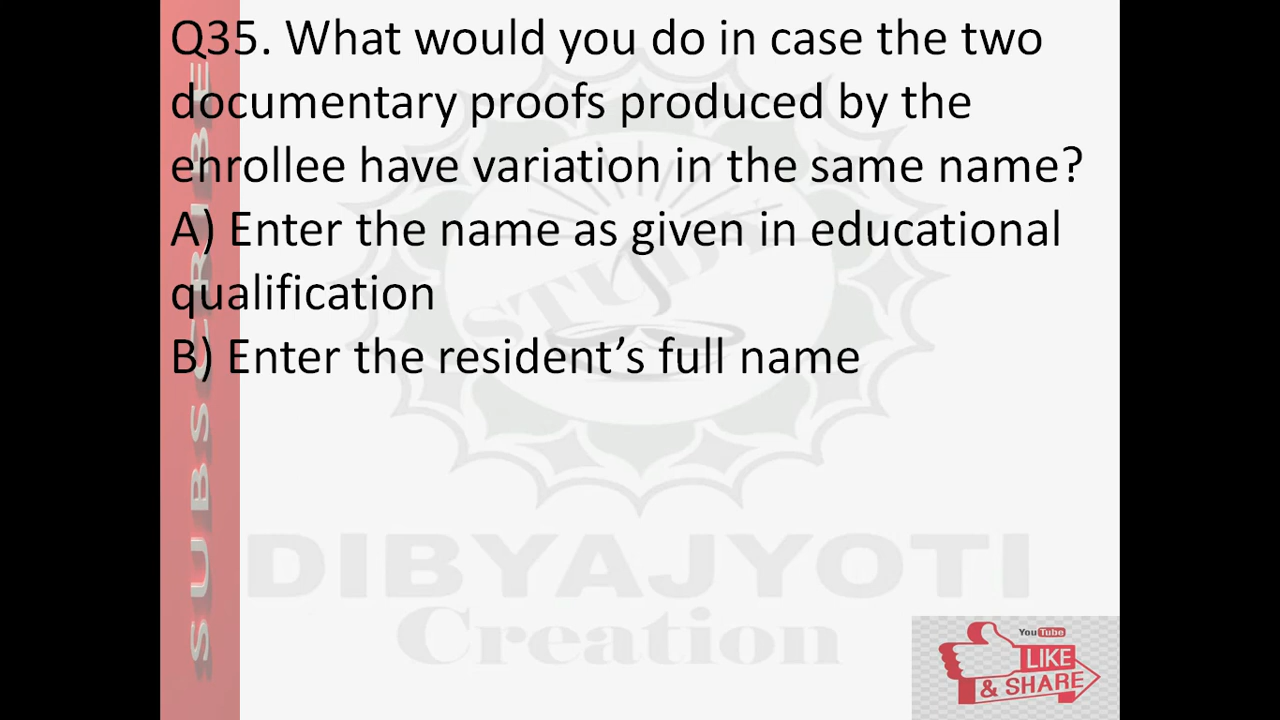 Q35. What would you do in case the two
documentary proofs produced by the
enrollee have variation in the same name?
A) Enter the name as given in educational
qualification
B) Enter the resident’s full name
SUBSCRIBE
STUDY
DIBYAJYOTI
Creation
YouTube
LIKE
& SHARE